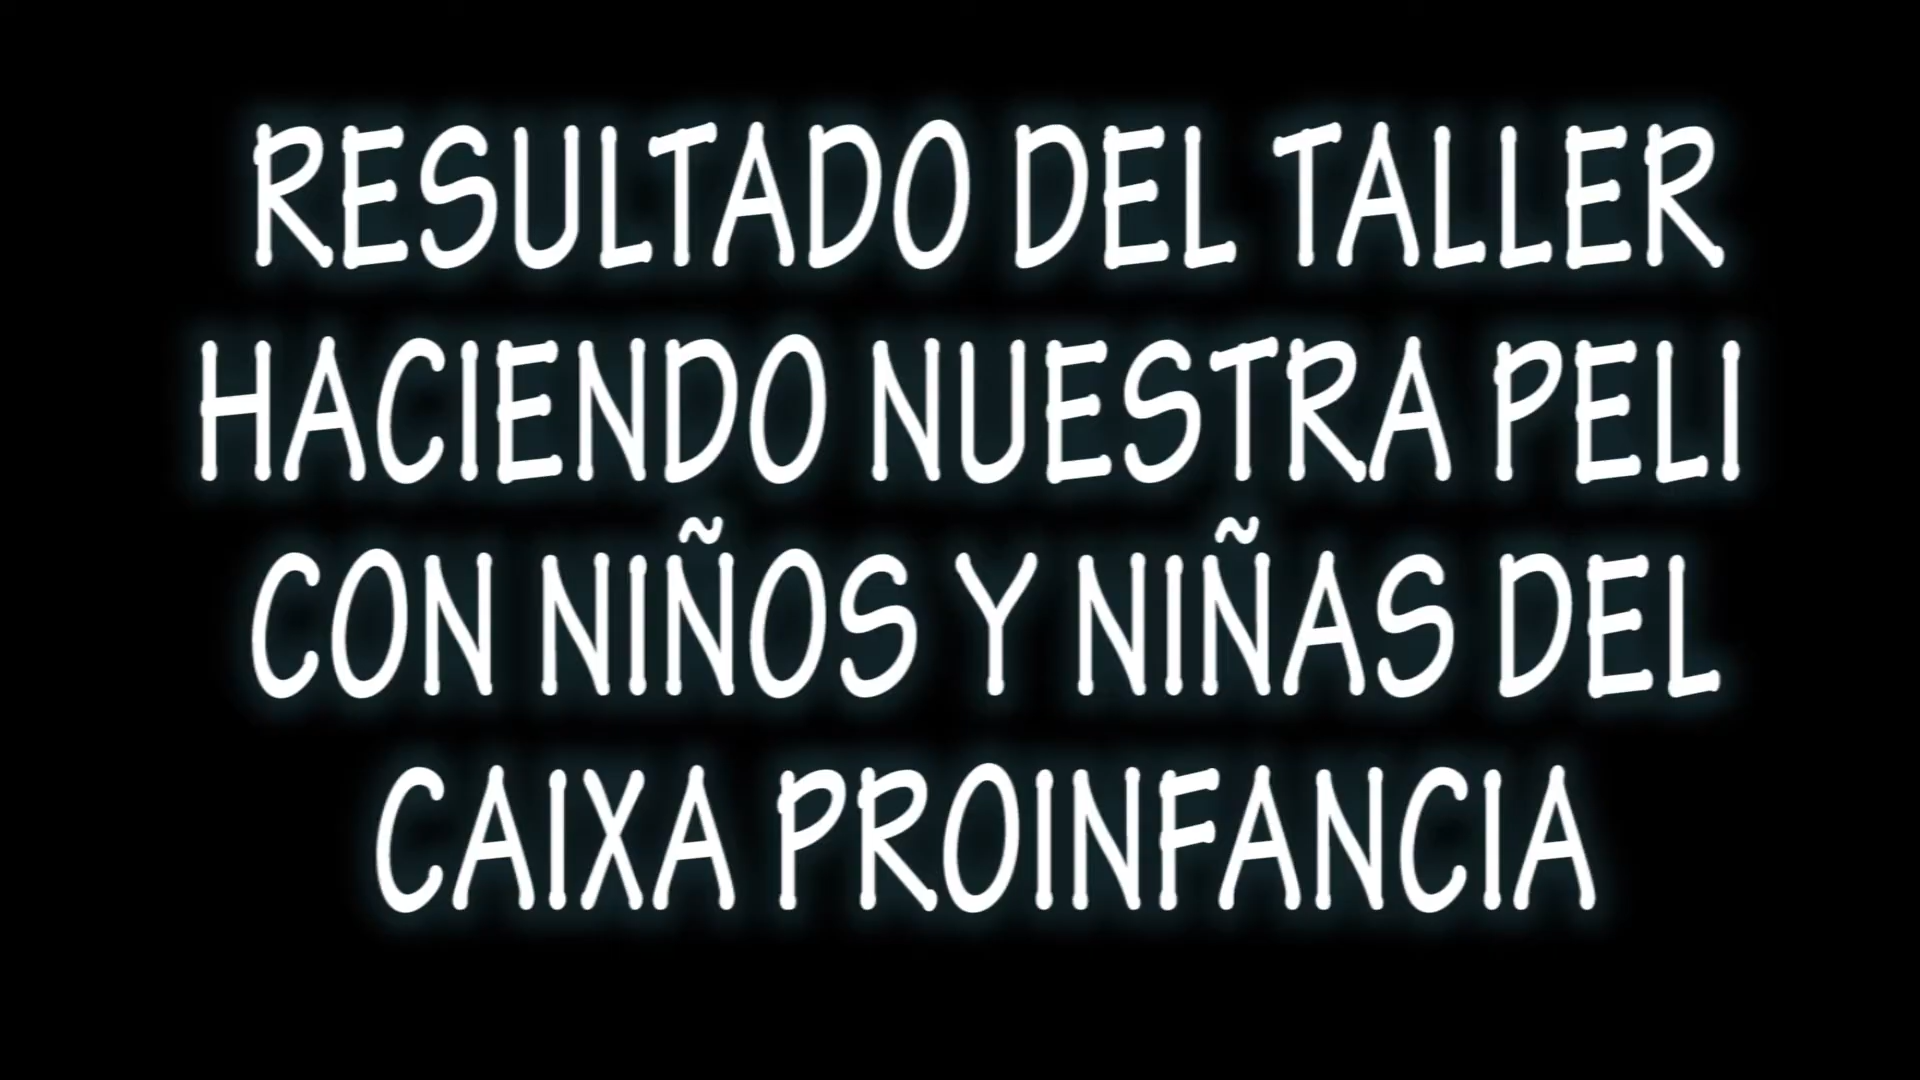 RESULTADO DEL TALLER
HACIENDO NUESTRA PELI
CON NIÑOS Y NIÑAS DEL
CAIXA PROINFANCIA